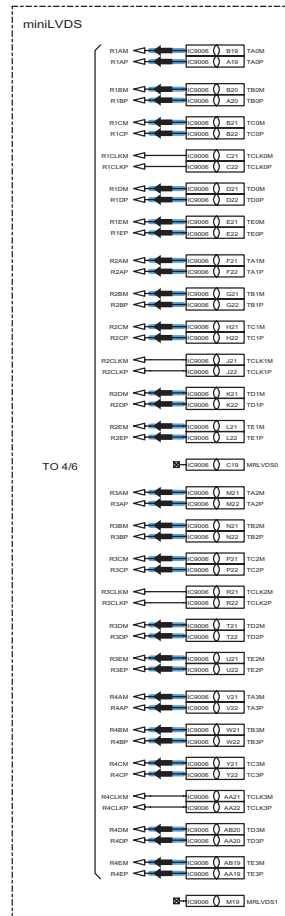 miniLVDS
R1AM IC9006 B19 TA0M
R1AP IC9006 A19 TA0P
R1BM IC9006 B20 TB0M
R1BP IC9006 A20 TB0P
R1CM IC9006 B21 TC0M
R1CP IC9006 B22 TC0P
R1CLKM IC9006 C21 TCLK0M
R1CLKP IC9006 C22 TCLK0P
R1DM IC9006 D21 TD0M
R1DP IC9006 D22 TD0P
R1EM IC9006 E21 TE0M
R1EP IC9006 E22 TE0P
R2AM IC9006 F21 TA1M
R2AP IC9006 F22 TA1P
R2BM IC9006 G21 TB1M
R2BP IC9006 G22 TB1P
R2CM IC9006 H21 TC1M
R2CP IC9006 H22 TC1P
R2CLKM IC9006 J21 TCLK1M
R2CLKP IC9006 J22 TCLK1P
R2DM IC9006 K21 TD1M
R2DP IC9006 K22 TD1P
R2EM IC9006 L21 TE1M
R2EP IC9006 L22 TE1P
TO 4/6
IC9006 C19 MRLVDS0
R3AM IC9006 M21 TA2M
R3AP IC9006 M22 TA2P
R3BM IC9006 N21 TB2M
R3BP IC9006 N22 TB2P
R3CM IC9006 P21 TC2M
R3CP IC9006 P22 TC2P
R3CLKM IC9006 R21 TCLK2M
R3CLKP IC9006 R22 TCLK2P
R3DM IC9006 T21 TD2M
R3DP IC9006 T22 TD2P
R3EM IC9006 U21 TE2M
R3EP IC9006 U22 TE2P
R4AM IC9006 V21 TA3M
R4AP IC9006 V22 TA3P
R4BM IC9006 W21 TB3M
R4BP IC9006 W22 TB3P
R4CM IC9006 Y21 TC3M
R4CP IC9006 Y22 TC3P
R4CLKM IC9006 AA21 TCLK3M
R4CLKP IC9006 AA22 TCLK3P
R4DM IC9006 AB20 TD3M
R4DP IC9006 AA20 TD3P
R4EM IC9006 AB19 TE3M
R4EP IC9006 AA19 TE3P
IC9006 M19 MRLVDS1